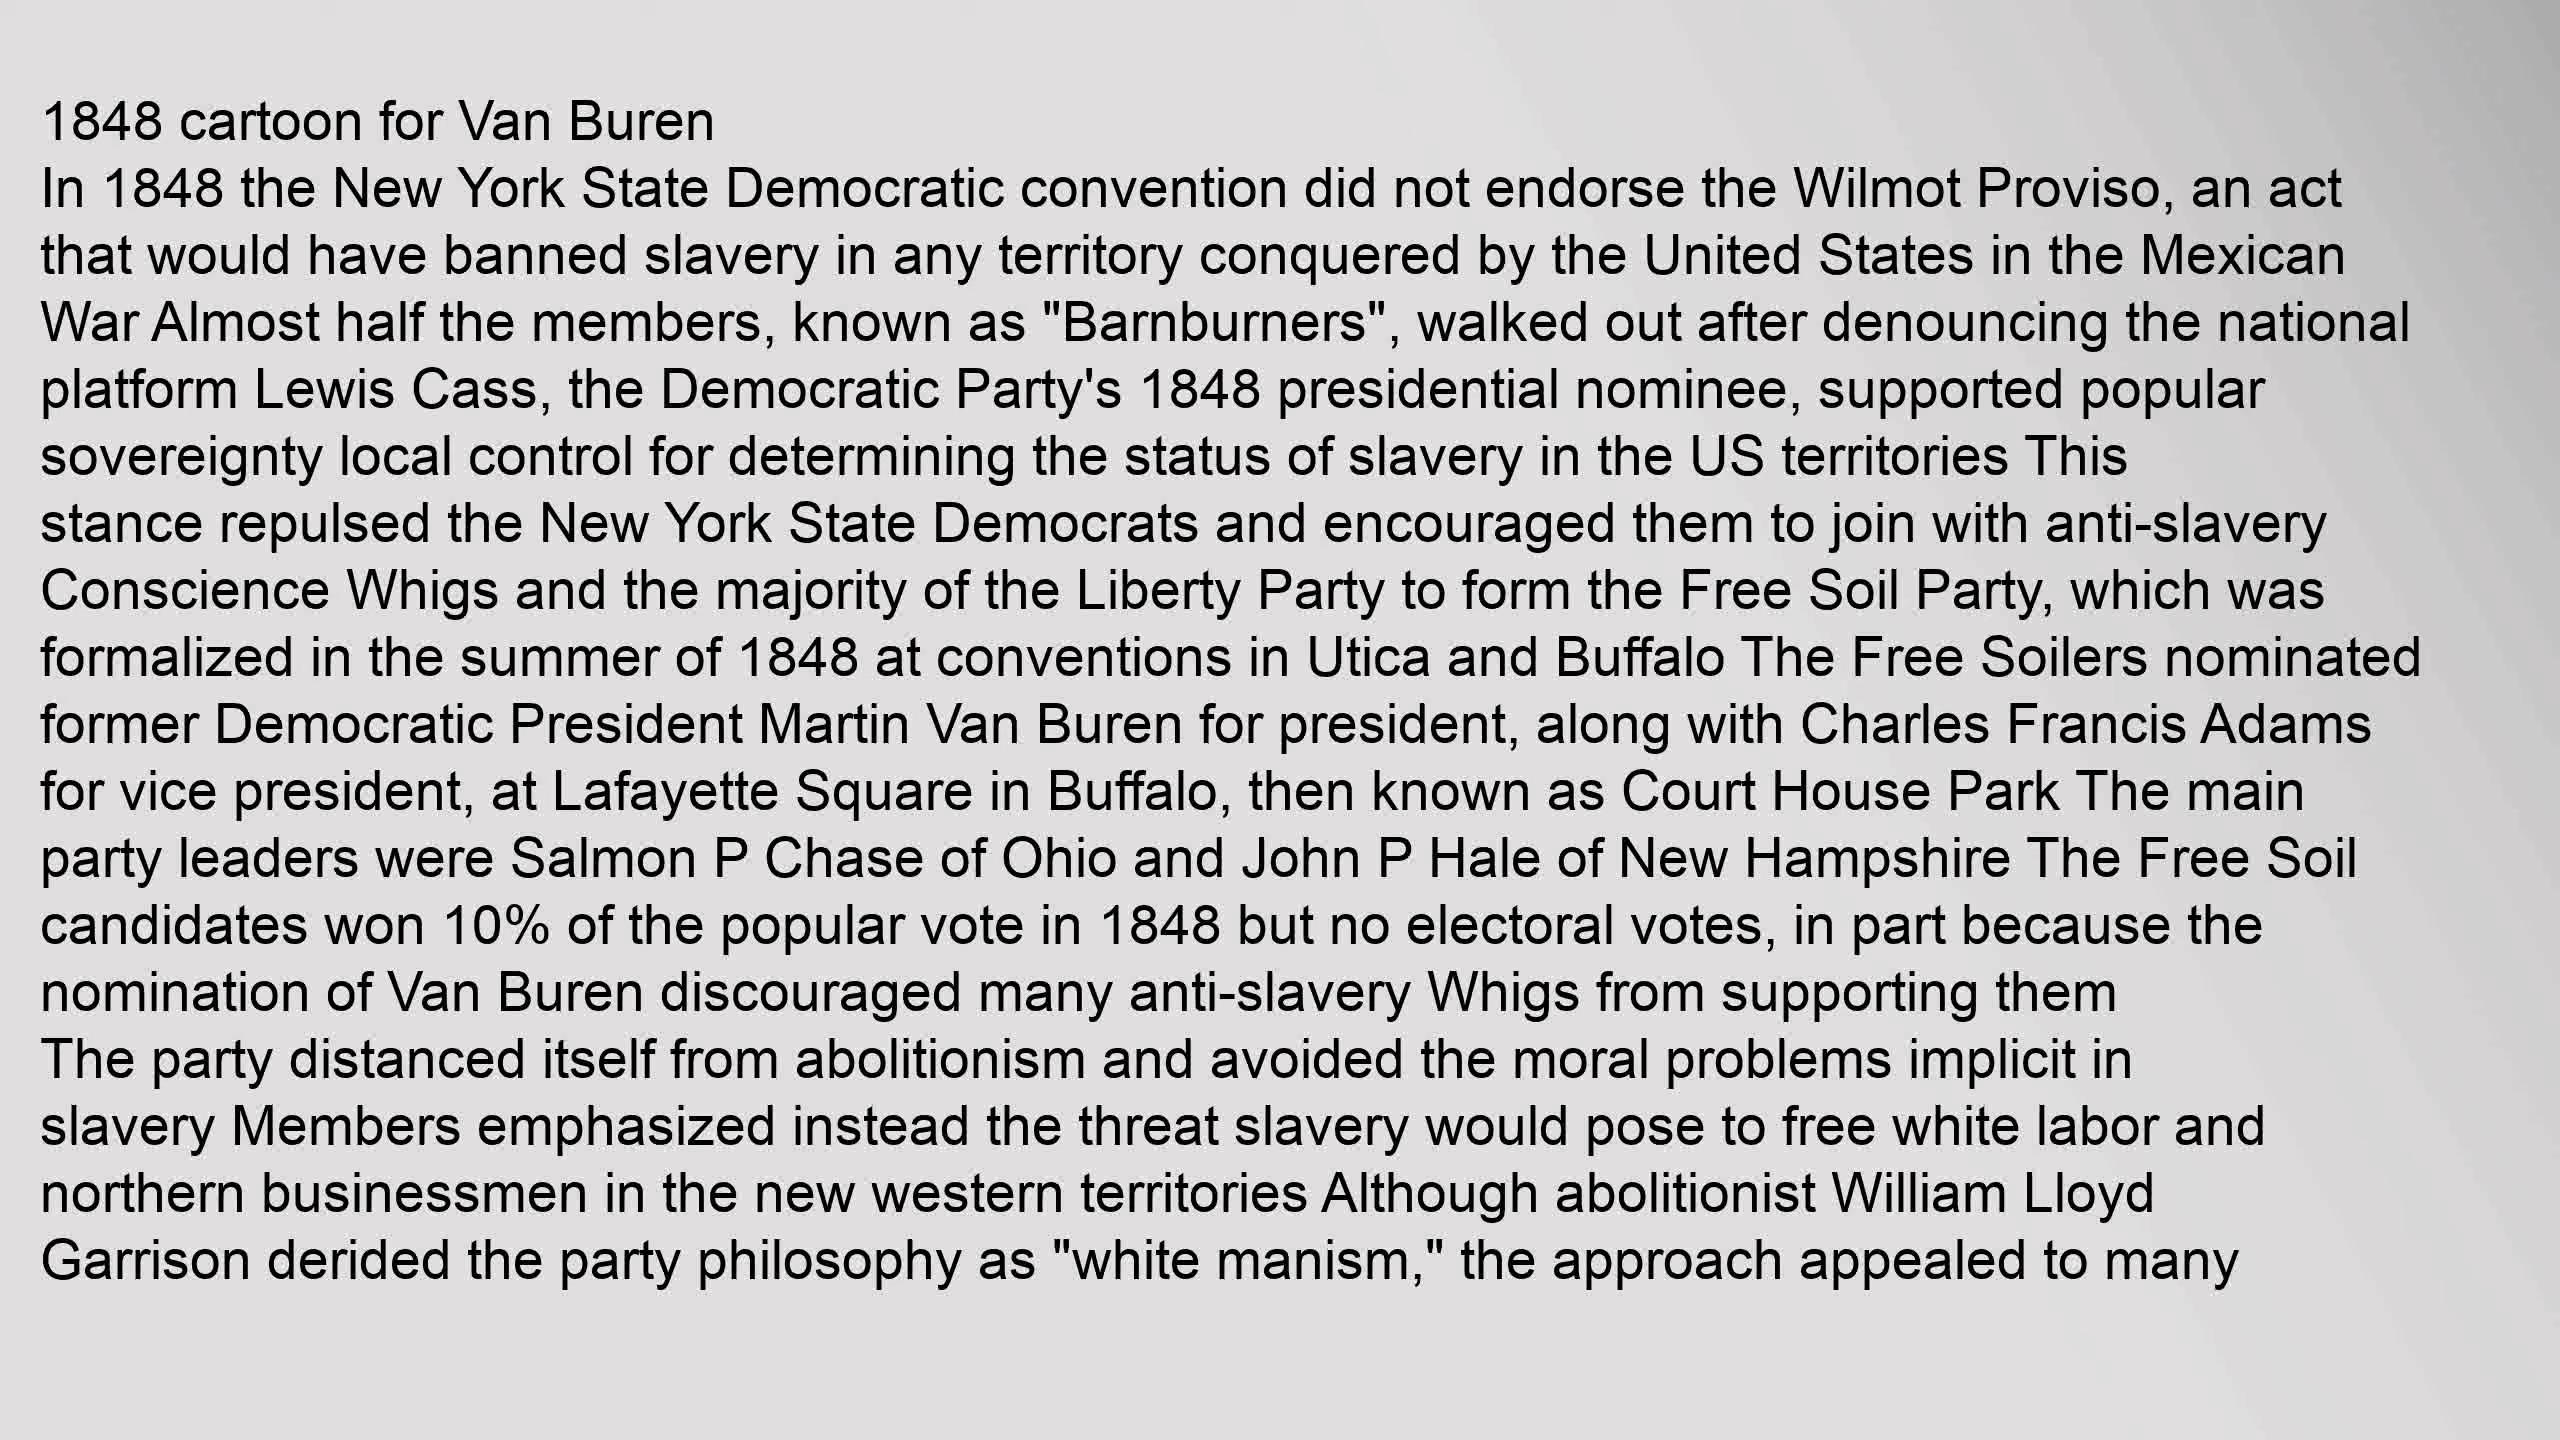 1848 cartoon for Van Buren
In 1848 the New York State Democratic convention did not endorse the Wilmot Proviso, an act
that would have banned slavery in any territory conquered by the United States in the Mexican
War Almost half the members, known as "Barnburners", walked out after denouncing the national
platform Lewis Cass, the Democratic Party's 1848 presidential nominee, supported popular
sovereignty local control for determining the status of slavery in the US territories This
stance repulsed the New York State Democrats and encouraged them to join with anti-slavery
Conscience Whigs and the majority of the Liberty Party to form the Free Soil Party, which was
formalized in the summer of 1848 at conventions in Utica and Buffalo The Free Soilers nominated
former Democratic President Martin Van Buren for president, along with Charles Francis Adams
for vice president, at Lafayette Square in Buffalo, then known as Court House Park The main
party leaders were Salmon P Chase of Ohio and John P Hale of New Hampshire The Free Soil
candidates won 10% of the popular vote in 1848 but no electoral votes, in part because the
nomination of Van Buren discouraged many anti-slavery Whigs from supporting them
The party distanced itself from abolitionism and avoided the moral problems implicit in
slavery Members emphasized instead the threat slavery would pose to free white labor and
northern businessmen in the new western territories Although abolitionist William Lloyd
Garrison derided the party philosophy as "white manism," the approach appealed to many